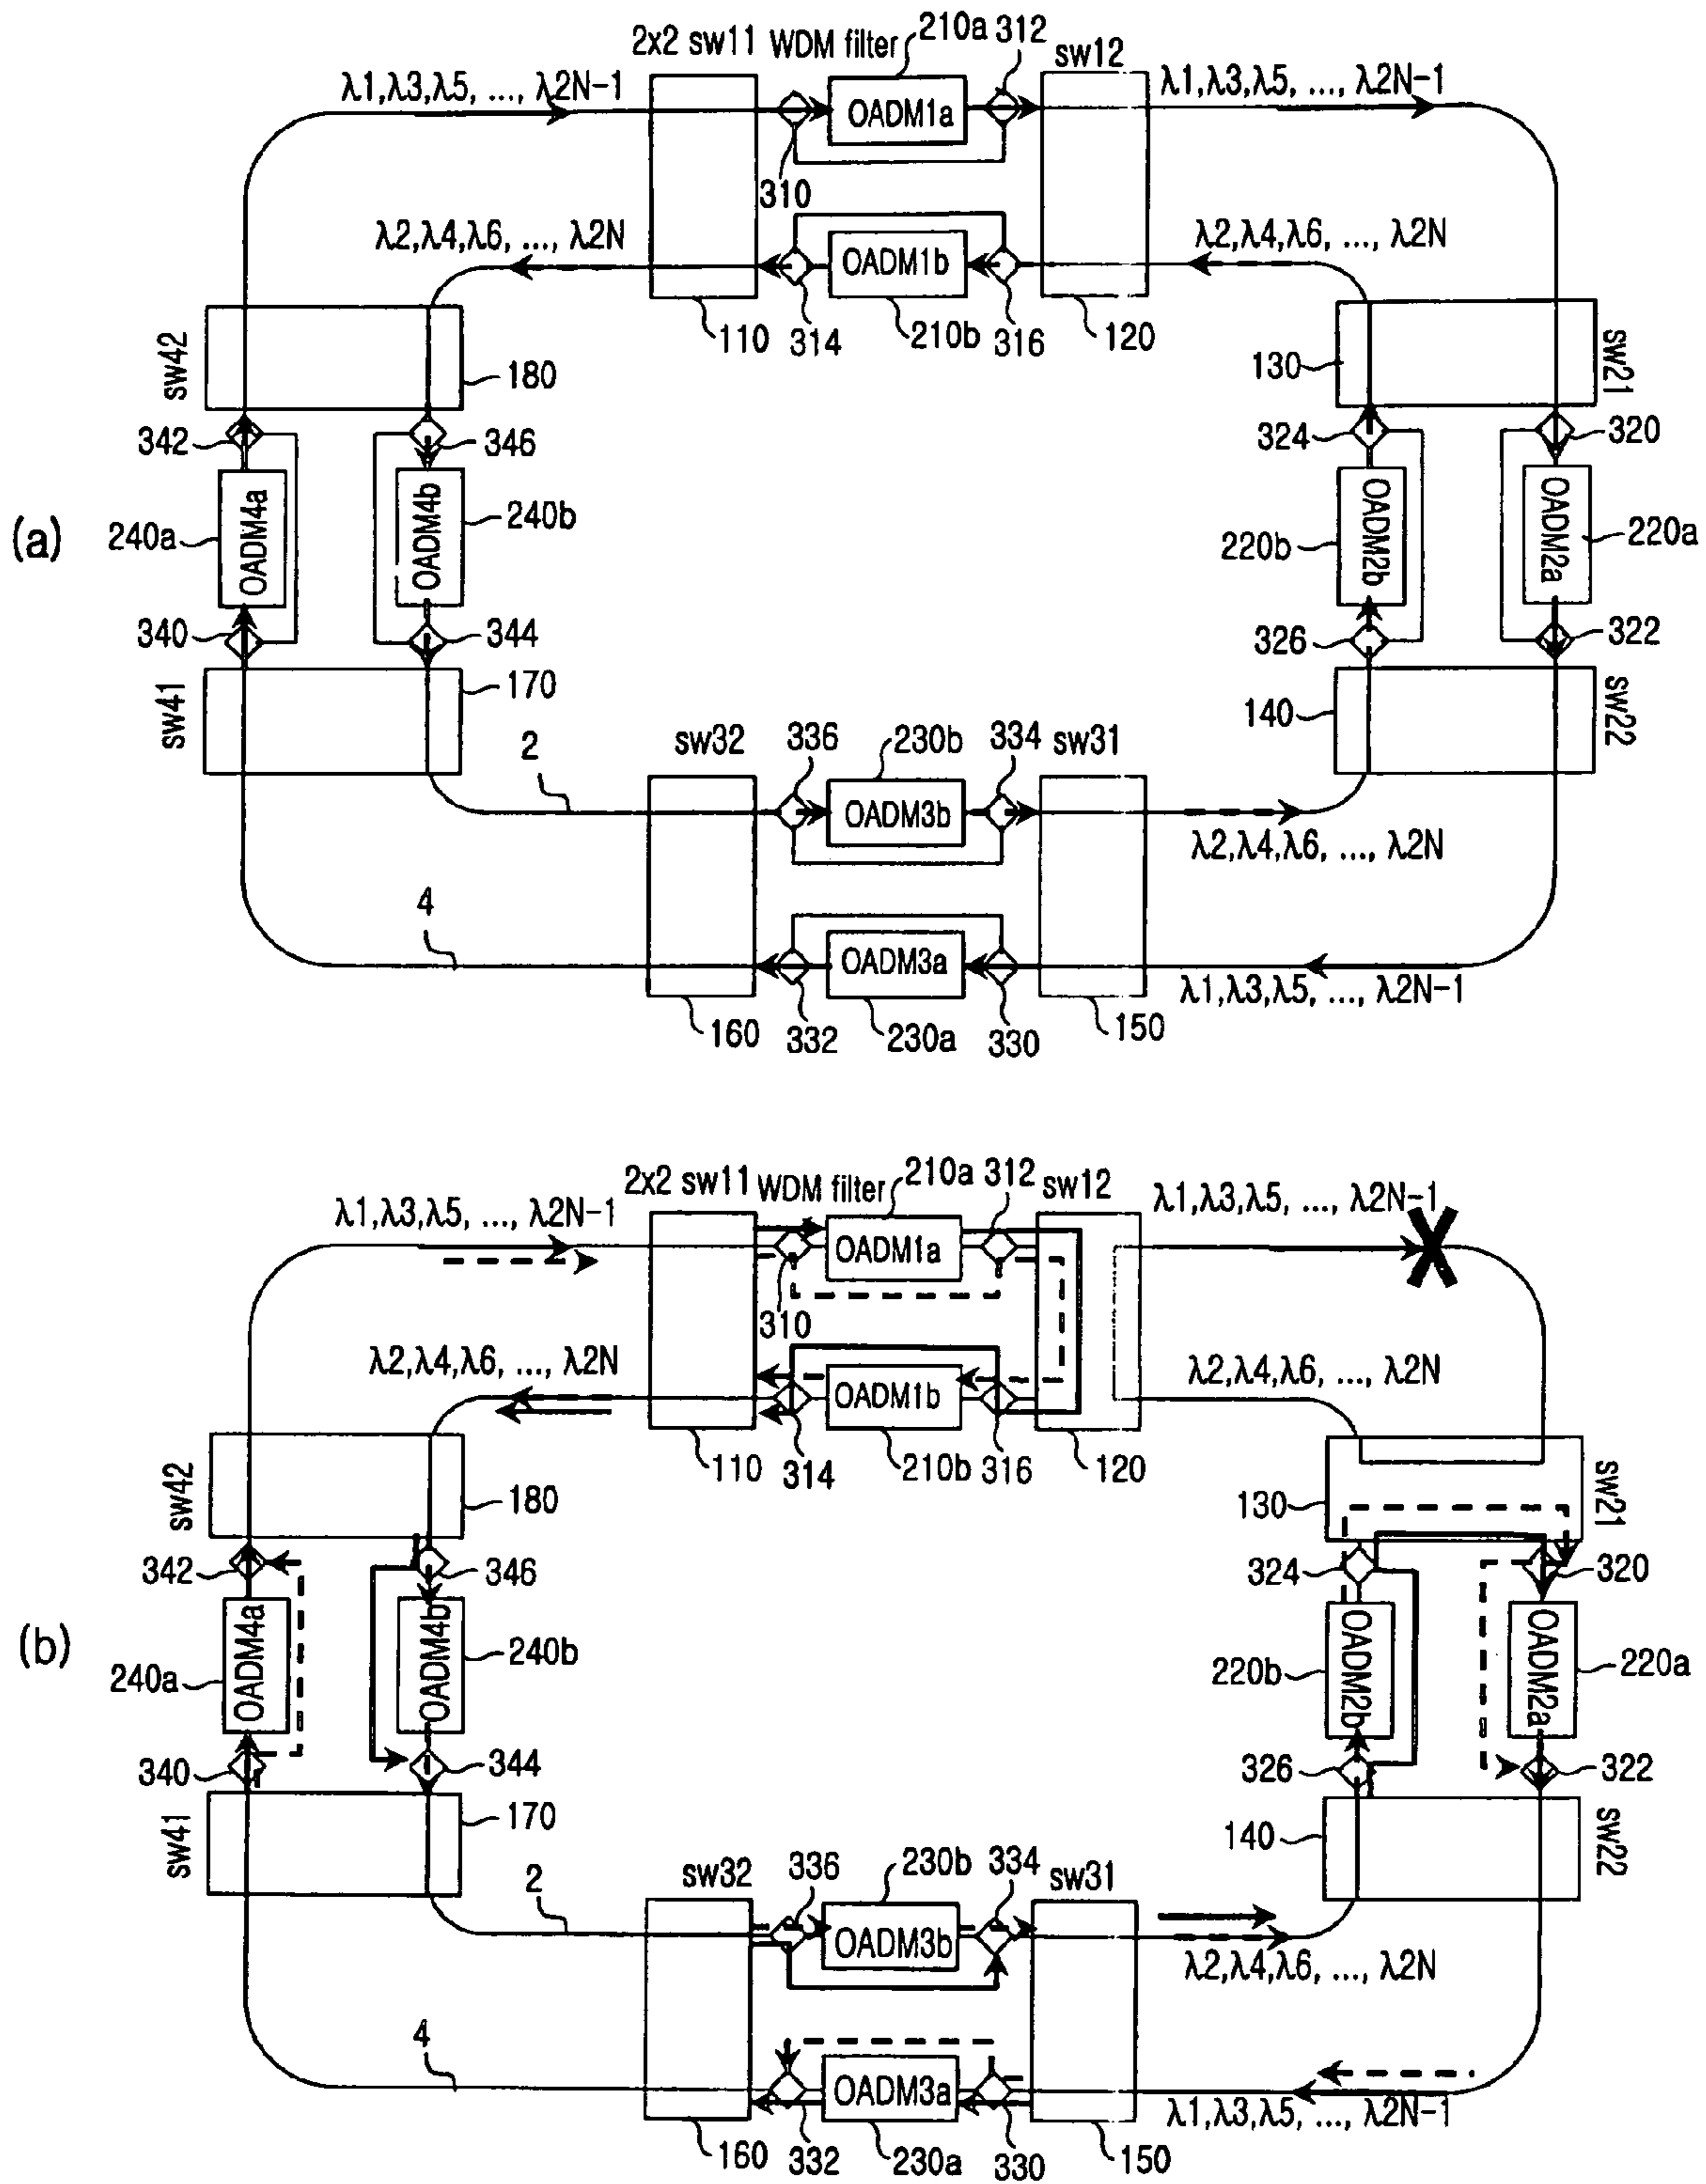 (a)
2x2 sw11 WDM filter 210a 312 sw12
λ1,λ3,λ5, ..., λ2N-1
λ1,λ3,λ5, ..., λ2N-1
OADM1a
310
λ2,λ4,λ6, ..., λ2N
λ2,λ4,λ6, ..., λ2N
OADM1b
110 314 210b 316 120
sw42 180 130 sw21
342 346 324 320
240a OADM4a OADM4b 240b 220b OADM2b OADM2a 220a
340 344 326 322
sw41 170 140 sw22
2 sw32 336 230b 334 sw31
OADM3b
λ2,λ4,λ6, ..., λ2N
4
OADM3a
λ1,λ3,λ5, ..., λ2N-1
160 332 230a 330 150
(b)
2x2 sw11 WDM filter 210a 312 sw12
λ1,λ3,λ5, ..., λ2N-1
λ1,λ3,λ5, ..., λ2N-1
OADM1a
310
λ2,λ4,λ6, ..., λ2N
λ2,λ4,λ6, ..., λ2N
OADM1b
110 314 210b 316 120
sw42 180 130 sw21
342 346 324 320
240a OADM4a OADM4b 240b 220b OADM2b OADM2a 220a
340 344 326 322
sw41 170 140 sw22
2 sw32 336 230b 334 sw31
OADM3b
λ2,λ4,λ6, ..., λ2N
4
OADM3a
λ1,λ3,λ5, ..., λ2N-1
160 332 230a 330 150